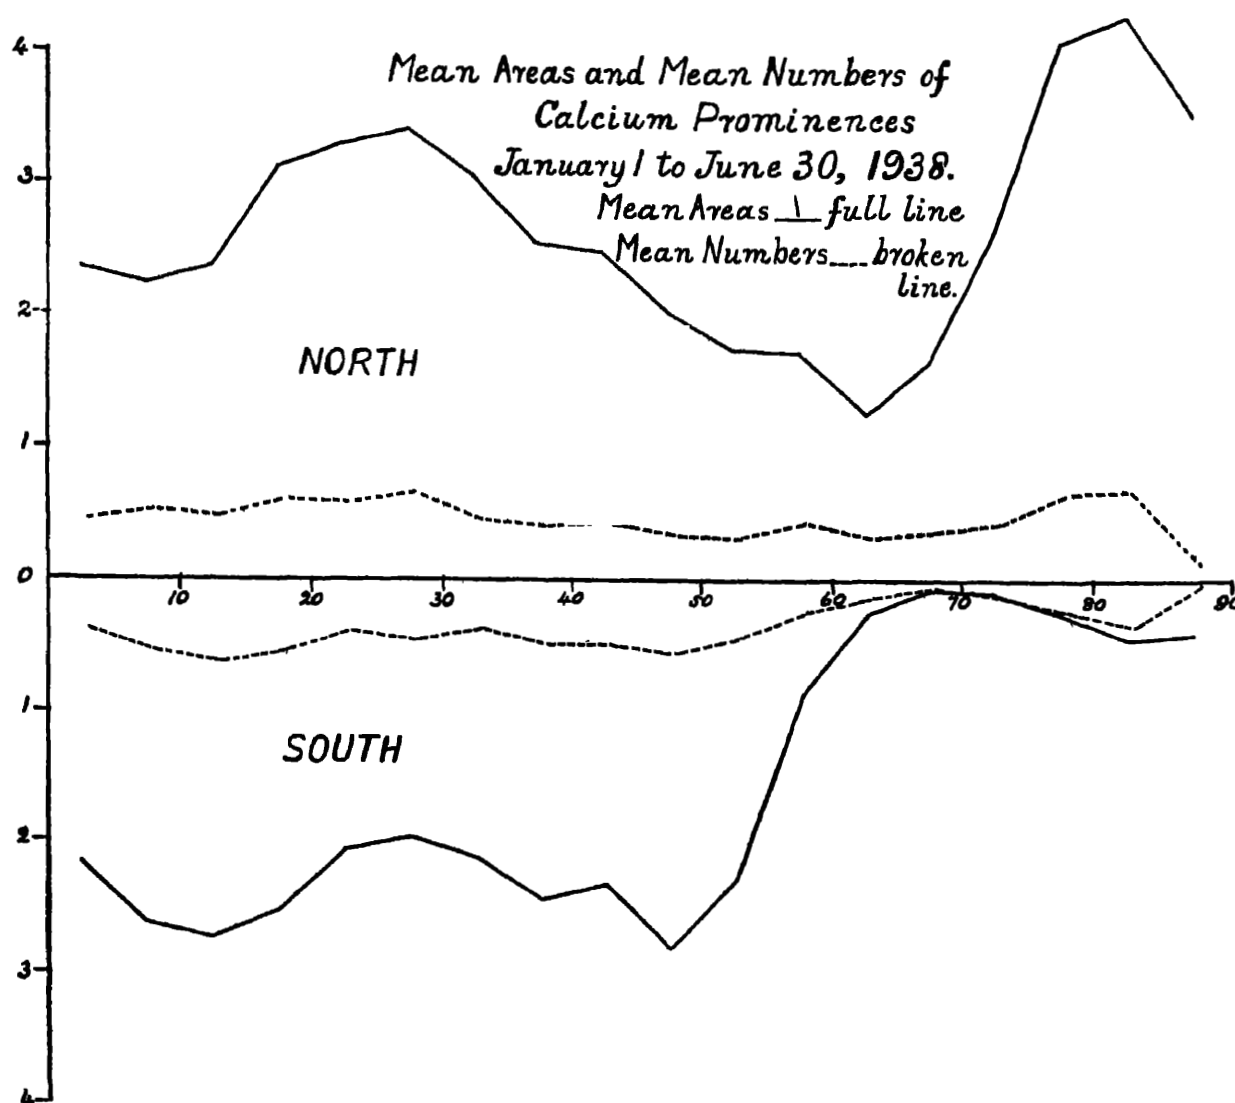 4
Mean Areas and Mean Numbers of
Calcium Prominences
January 1 to June 30, 1938.
Mean Areas full line
Mean Numbers broken
line.
3
2
NORTH
1
0
10 20 30 40 50 60 70 80 90
1
SOUTH
2
3
4